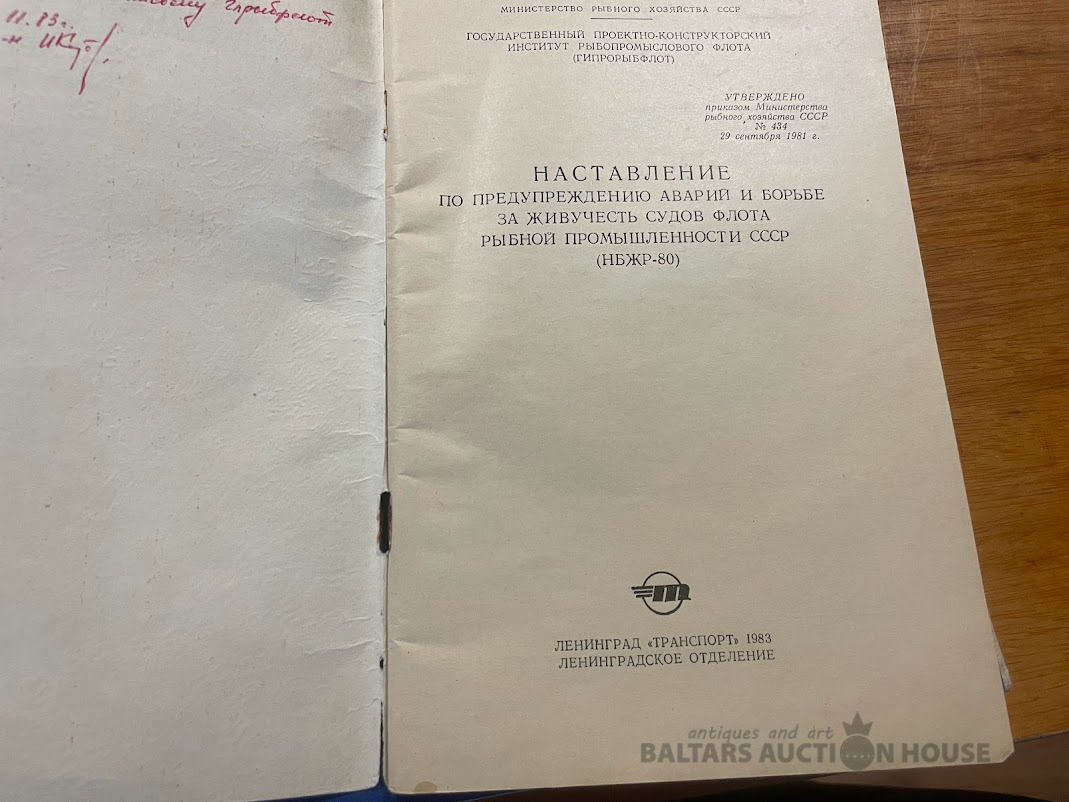 11.83г.
МИНИСТЕРСТВО РЫБНОГО ХОЗЯЙСТВА СССР
ГОСУДАРСТВЕННЫЙ ПРОЕКТНО-КОНСТРУКТОРСКИЙ
ИНСТИТУТ РЫБОПРОМЫСЛОВОГО ФЛОТА
(ГИПРОРЫБФЛОТ)
УТВЕРЖДЕНО
приказом Министерства
рыбного хозяйства СССР
№ 434
29 сентября 1981 г.
НАСТАВЛЕНИЕ
ПО ПРЕДУПРЕЖДЕНИЮ АВАРИЙ И БОРЬБЕ
ЗА ЖИВУЧЕСТЬ СУДОВ ФЛОТА
РЫБНОЙ ПРОМЫШЛЕННОСТИ СССР
(НБЖР-80)
m
ЛЕНИНГРАД «ТРАНСПОРТ» 1983
ЛЕНИНГРАДСКОЕ ОТДЕЛЕНИЕ
antiques and art
BALTARS AUCTION HOUSE